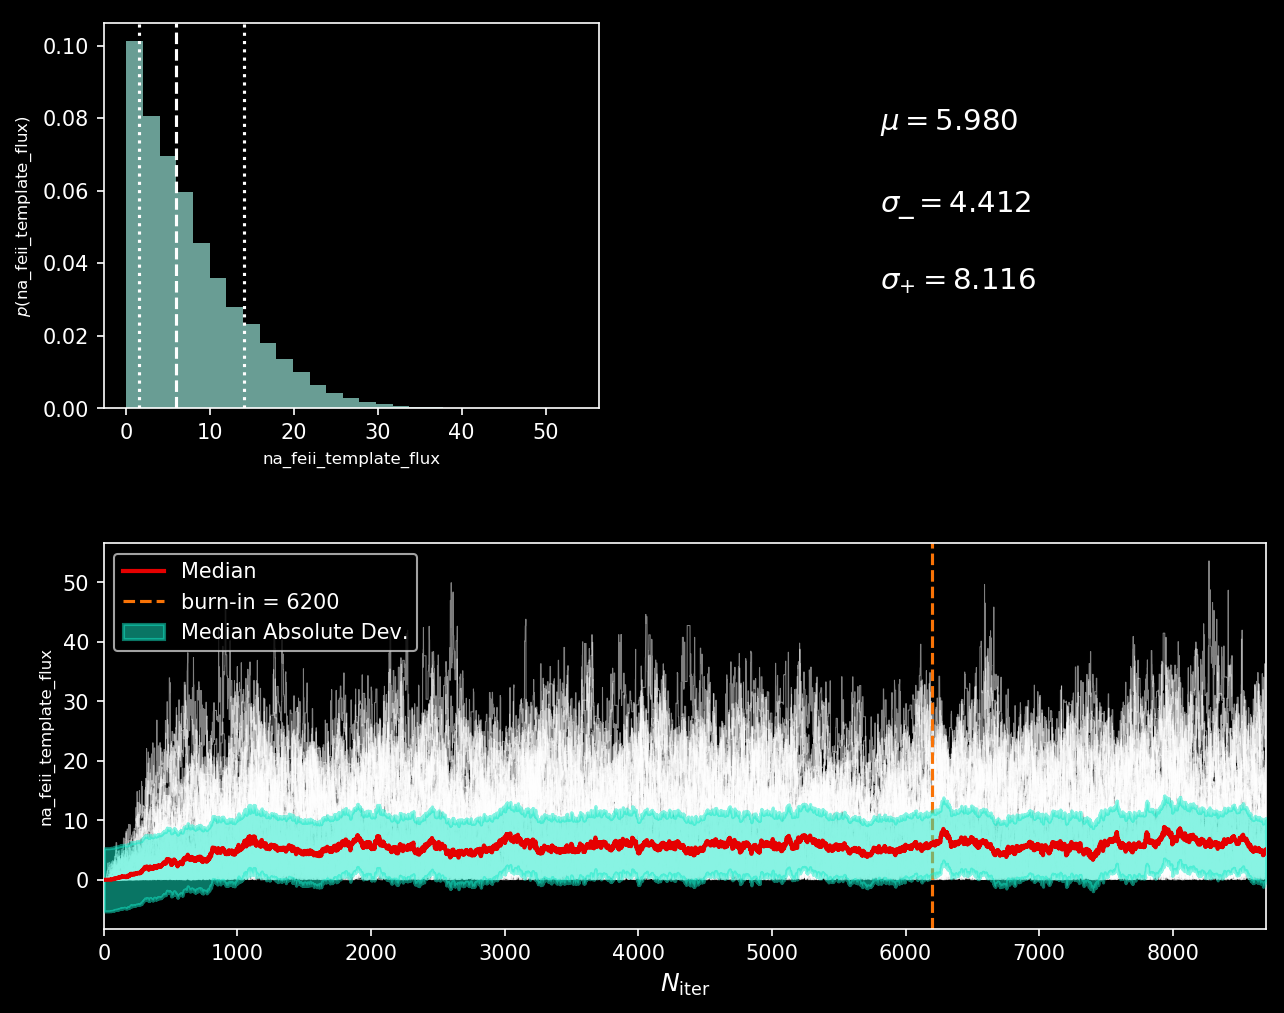 0.10
0.08
0.06
0.04
0.02
0.00
p(na_feii_template_flux)
0 10 20 30 40 50
na_feii_template_flux
μ = 5.980
σ_ = 4.412
σ+ = 8.116
Median
burn-in = 6200
Median Absolute Dev.
50
40
30
20
10
0
na_feii_template_flux
0 1000 2000 3000 4000 5000 6000 7000 8000
Niter